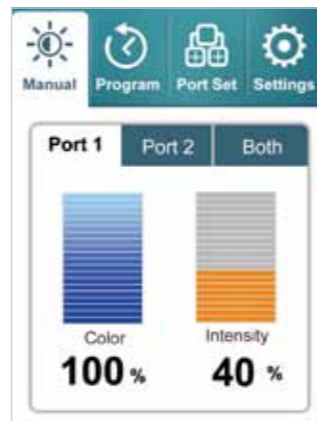 Manual Program Port Set Settings
Port 1 Port 2 Both
Color Intensity
100 % 40 %